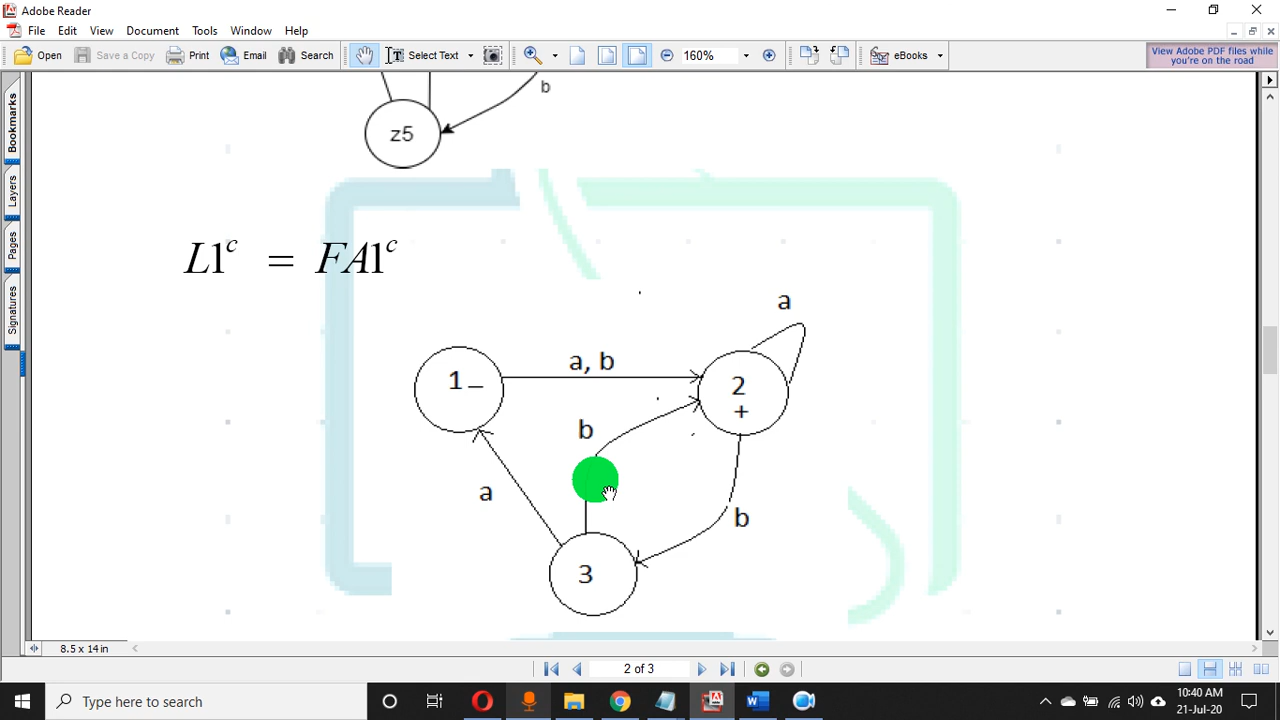 Adobe Reader
File Edit View Document Tools Window Help
Open Save a Copy Print Email Search Select Text 160% eBooks
View Adobe PDF files while
you're on the road
Bookmarks
Layers
Pages
Signatures
b
z5
L1ᶜ = FA1ᶜ
a
a, b
1 –
2
+
b
a
b
3
8.5 x 14 in
2 of 3
Type here to search
10:40 AM
21-Jul-20